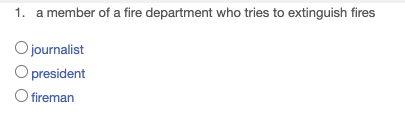 1. a member of a fire department who tries to extinguish fires
journalist
president
fireman